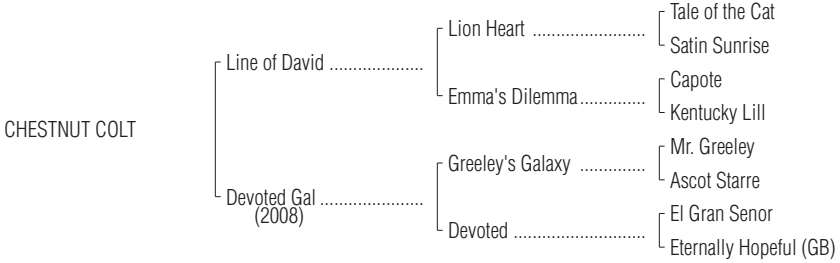 Tale of the Cat
Lion Heart ........................
Satin Sunrise
Line of David ....................
Capote
Emma's Dilemma..............
Kentucky Lill
CHESTNUT COLT
Mr. Greeley
Greeley's Galaxy ..............
Ascot Starre
Devoted Gal ......................
(2008)
El Gran Senor
Devoted ............................
Eternally Hopeful (GB)